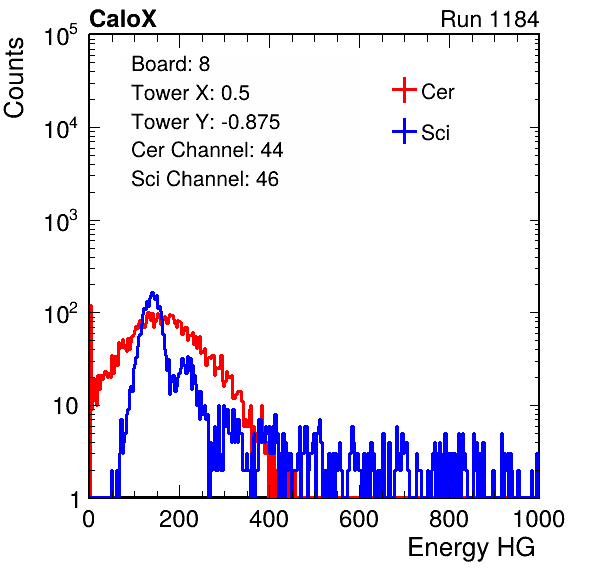 CaloX
Run 1184
Counts
10^5
10^4
10^3
10^2
10
1
Board: 8
Tower X: 0.5
Tower Y: -0.875
Cer Channel: 44
Sci Channel: 46
Cer
Sci
0 200 400 600 800 1000
Energy HG